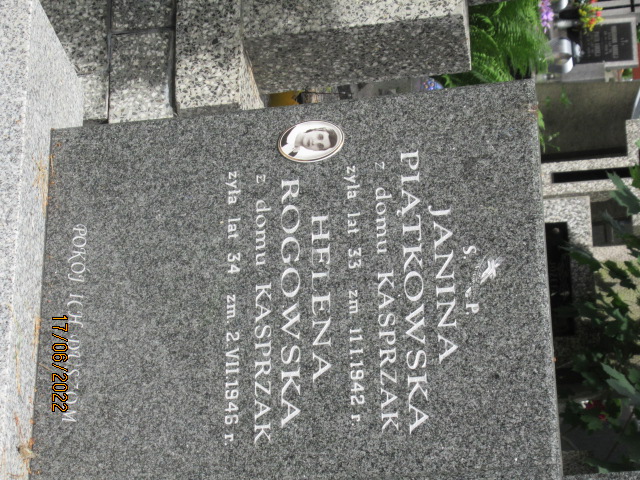 S P
JANINA
PIĄTKOWSKA
z domu KASPRZAK
żyła lat 33 zm. 11.I.1942 r.
HELENA
ROGOWSKA
z domu KASPRZAK
żyła lat 34 zm. 2.VII.1946 r.
POKÓJ ICH DUSZOM
17/06/2022